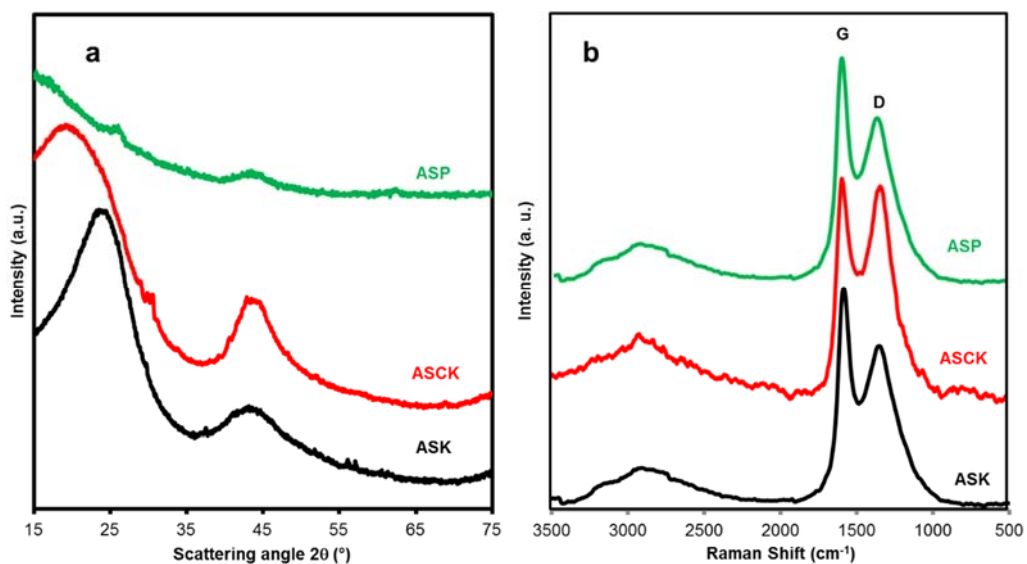 a
ASP
ASCK
ASK
Intensity (a.u.)
15 25 35 45 55 65 75
Scattering angle 2θ (°)
b
G
D
ASP
ASCK
ASK
Intensity (a. u.)
3500 3000 2500 2000 1500 1000 500
Raman Shift (cm⁻¹)